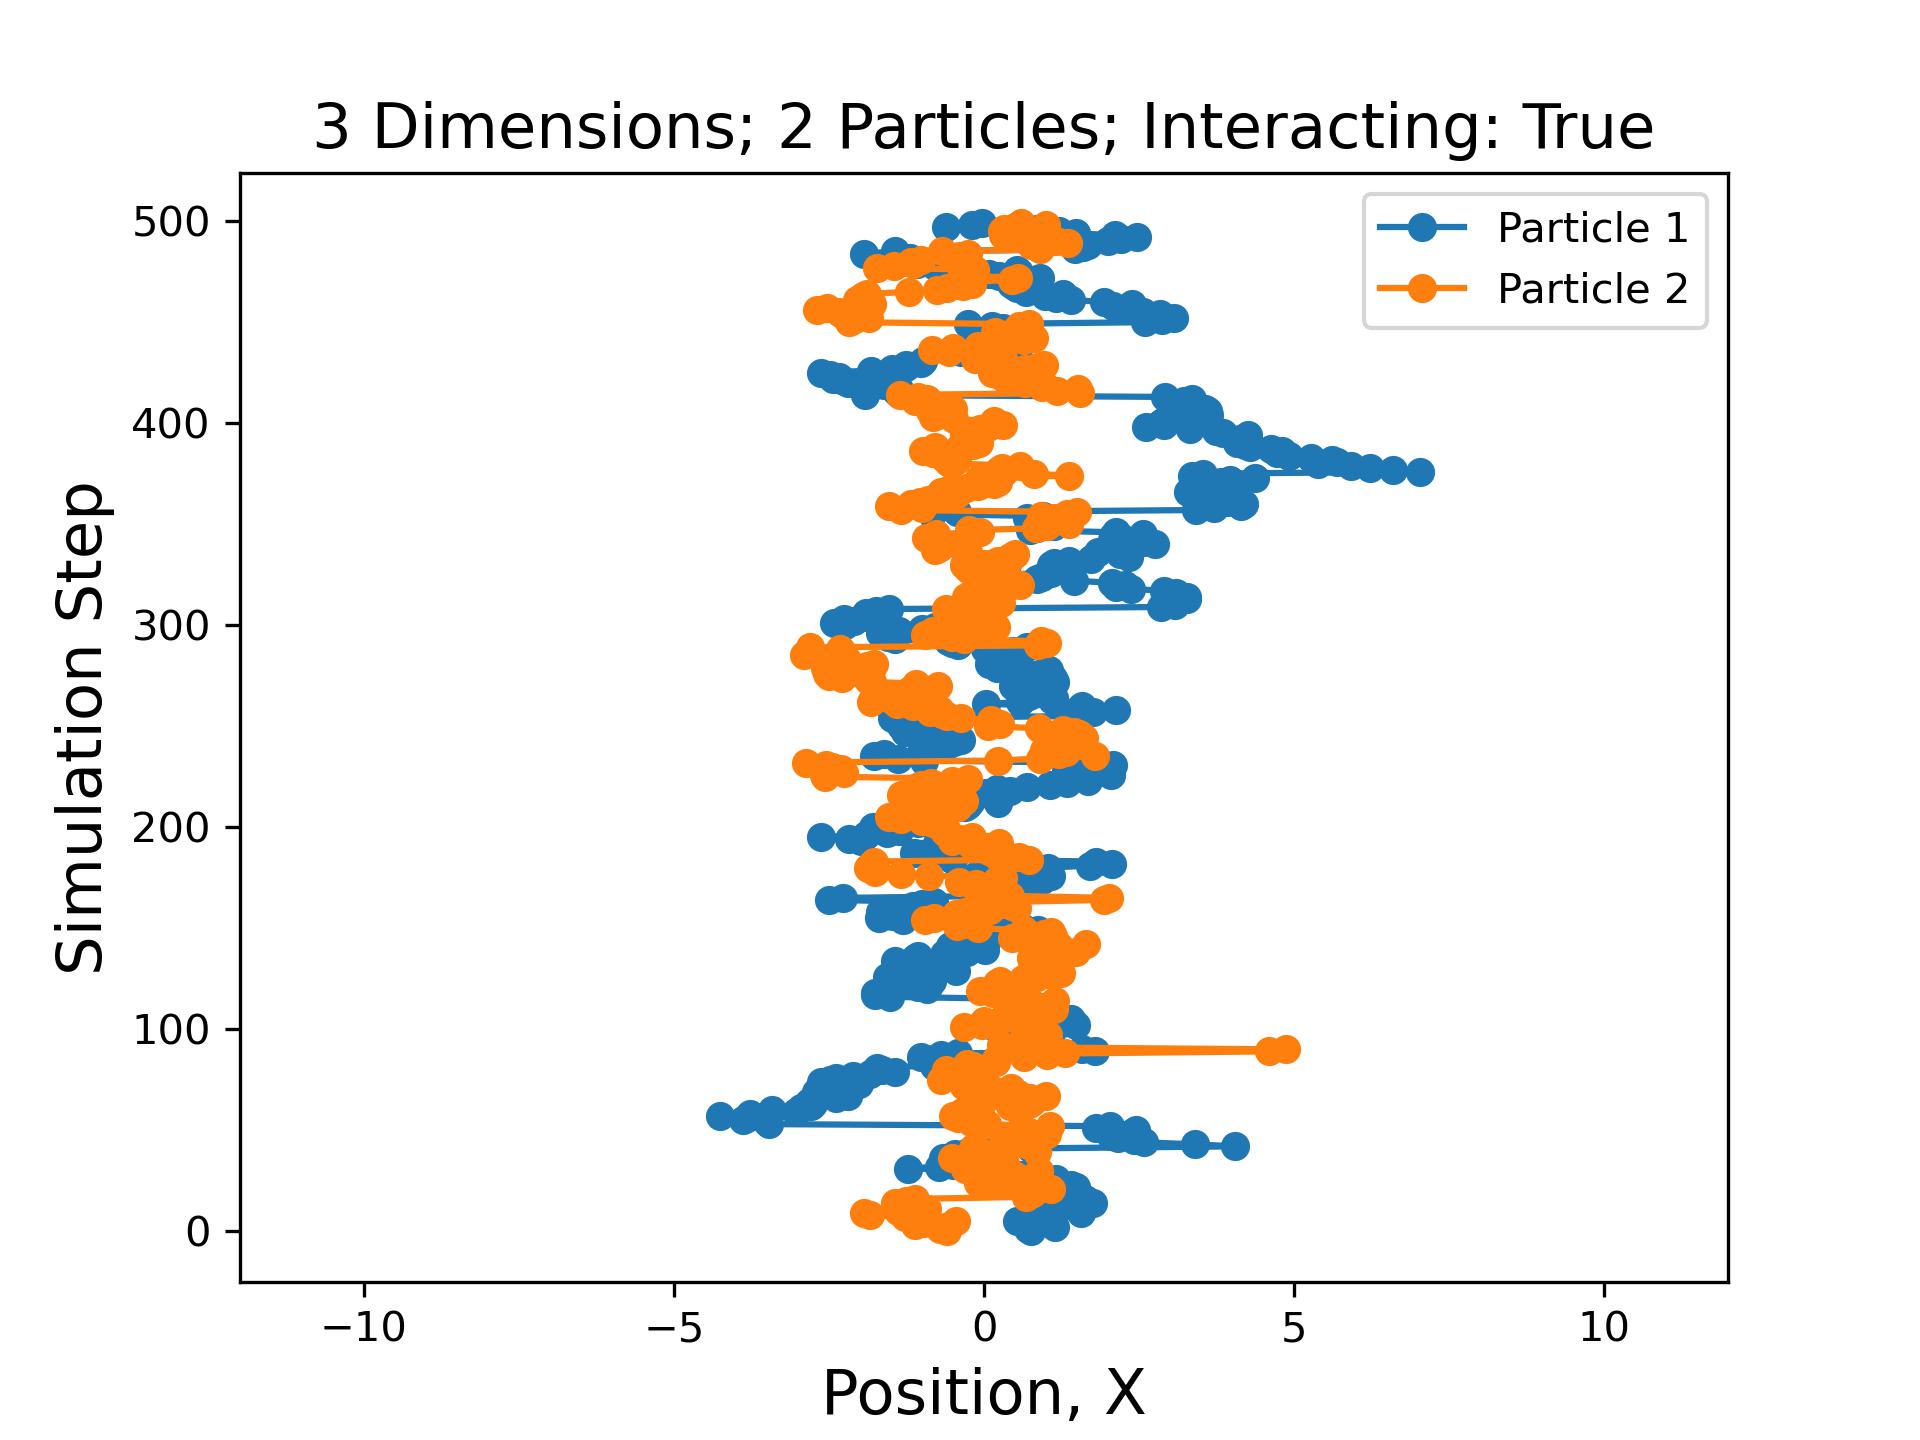 3 Dimensions; 2 Particles; Interacting: True
Particle 1
Particle 2
Simulation Step
500
400
300
200
100
0
−10
−5
0
5
10
Position, X